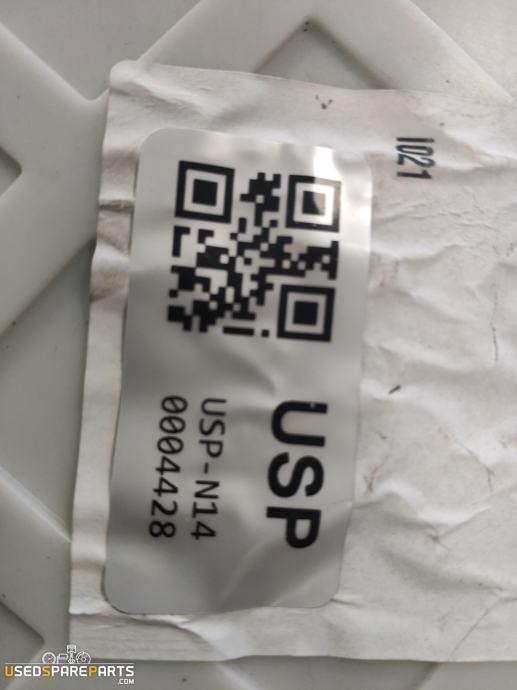 I021
USP
USP-N14
0004428
USEDSPAREPARTS
.COM